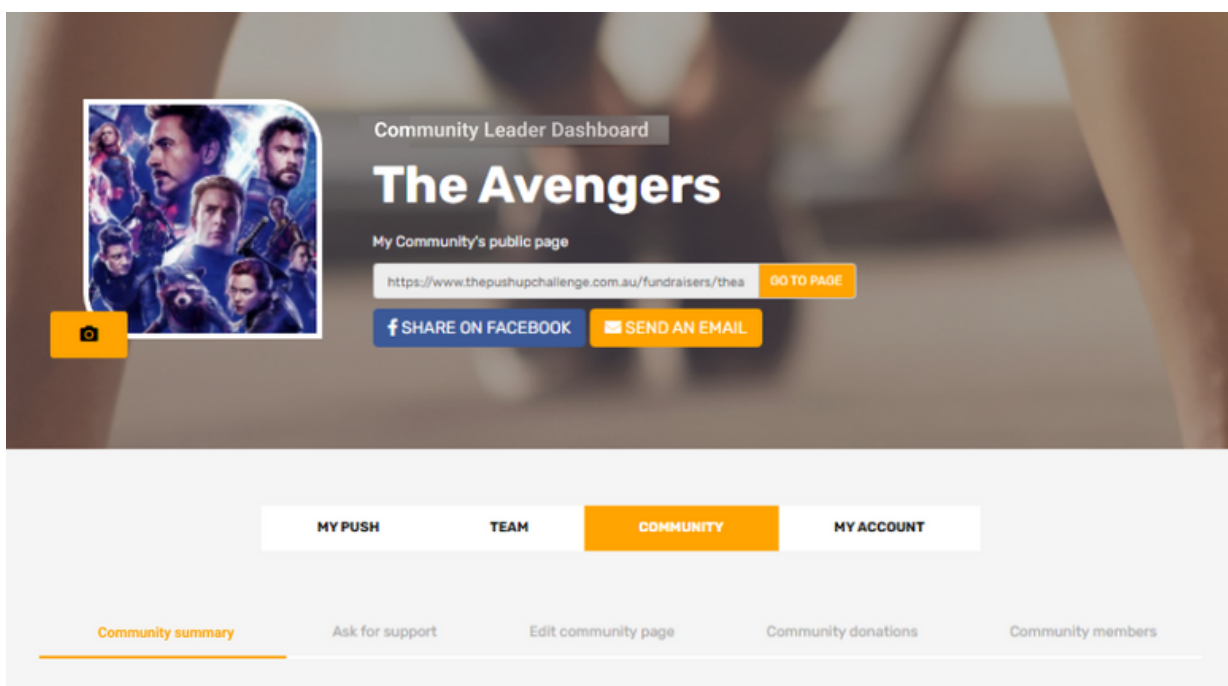 Community Leader Dashboard
The Avengers
My Community's public page
https://www.thepushupchallenge.com.au/fundraisers/thea GO TO PAGE
SHARE ON FACEBOOK SEND AN EMAIL
MY PUSH TEAM COMMUNITY MY ACCOUNT
Community summary Ask for support Edit community page Community donations Community members